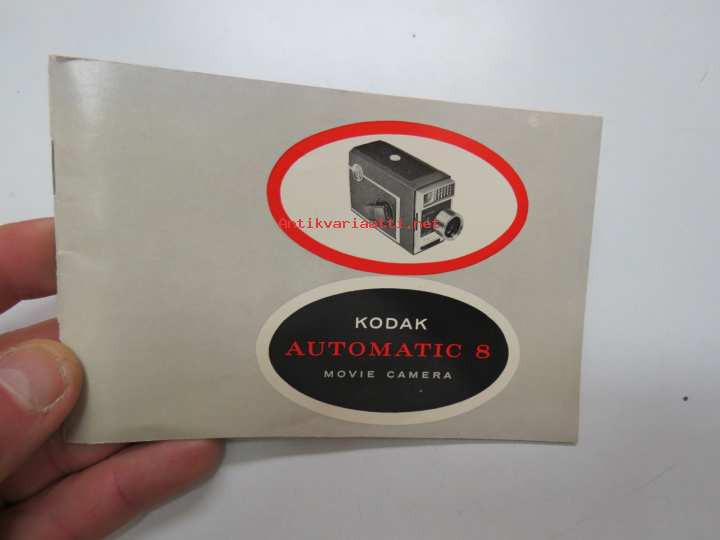 Antikvariaatti.net
KODAK
AUTOMATIC 8
MOVIE CAMERA